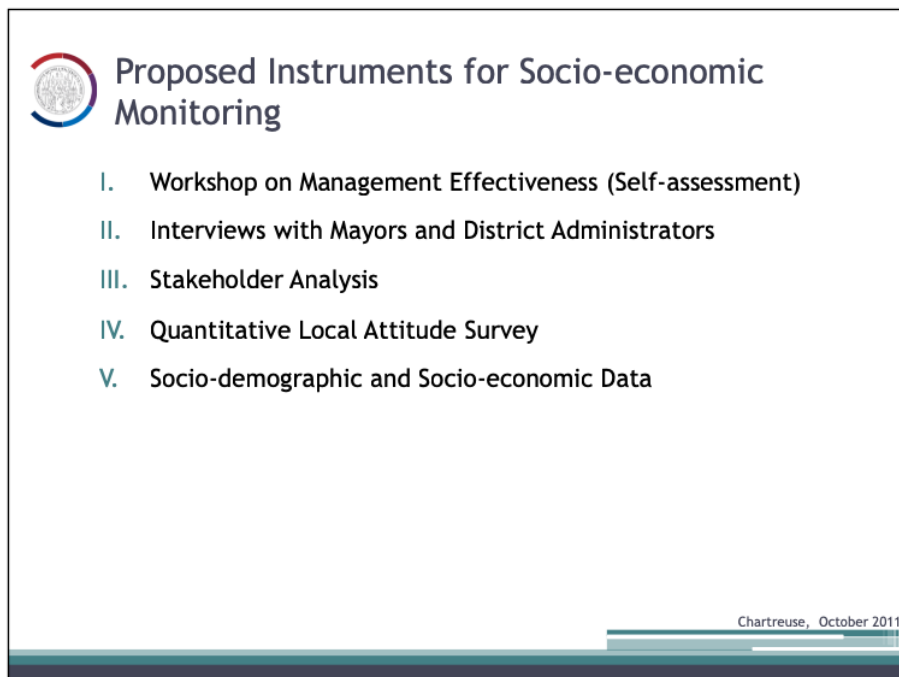 Proposed Instruments for Socio-economic
Monitoring
I. Workshop on Management Effectiveness (Self-assessment)
II. Interviews with Mayors and District Administrators
III. Stakeholder Analysis
IV. Quantitative Local Attitude Survey
V. Socio-demographic and Socio-economic Data
Chartreuse, October 2011